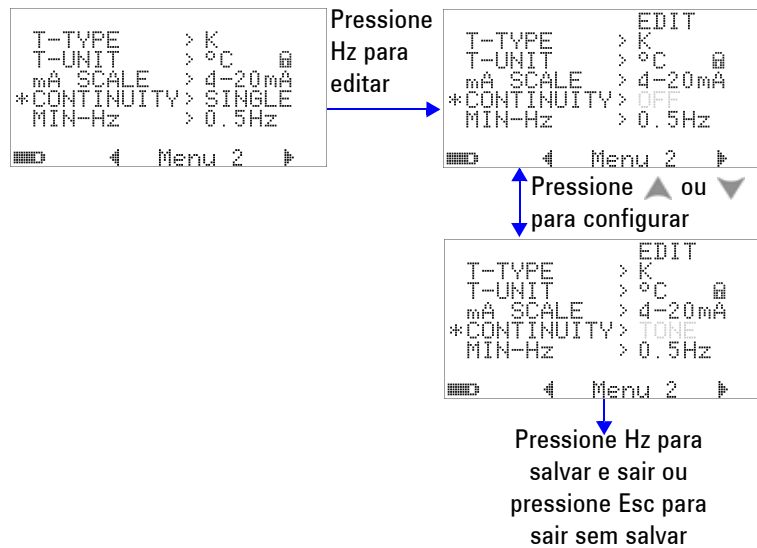 T-TYPE > K
T-UNIT > °C
mA SCALE > 4-20mA
*CONTINUITY> SINGLE
MIN-Hz > 0.5Hz
Menu 2
Pressione
Hz para
editar
EDIT
T-TYPE > K
T-UNIT > °C
mA SCALE > 4-20mA
*CONTINUITY> OFF
MIN-Hz > 0.5Hz
Menu 2
Pressione ▲ ou ▼
para configurar
EDIT
T-TYPE > K
T-UNIT > °C
mA SCALE > 4-20mA
*CONTINUITY> TONE
MIN-Hz > 0.5Hz
Menu 2
Pressione Hz para
salvar e sair ou
pressione Esc para
sair sem salvar